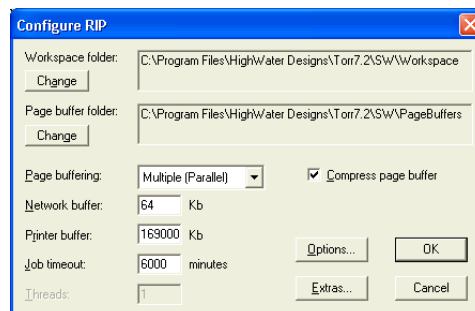 Configure RIP
Workspace folder:
Change
C:\Program Files\HighWater Designs\Torr7.2\SW\Workspace
Page buffer folder:
Change
C:\Program Files\HighWater Designs\Torr7.2\SW\PageBuffers
Page buffering: Multiple (Parallel) Compress page buffer
Network buffer: 64 Kb
Printer buffer: 169000 Kb
Job timeout: 6000 minutes
Options... OK
Threads: 1
Extras... Cancel